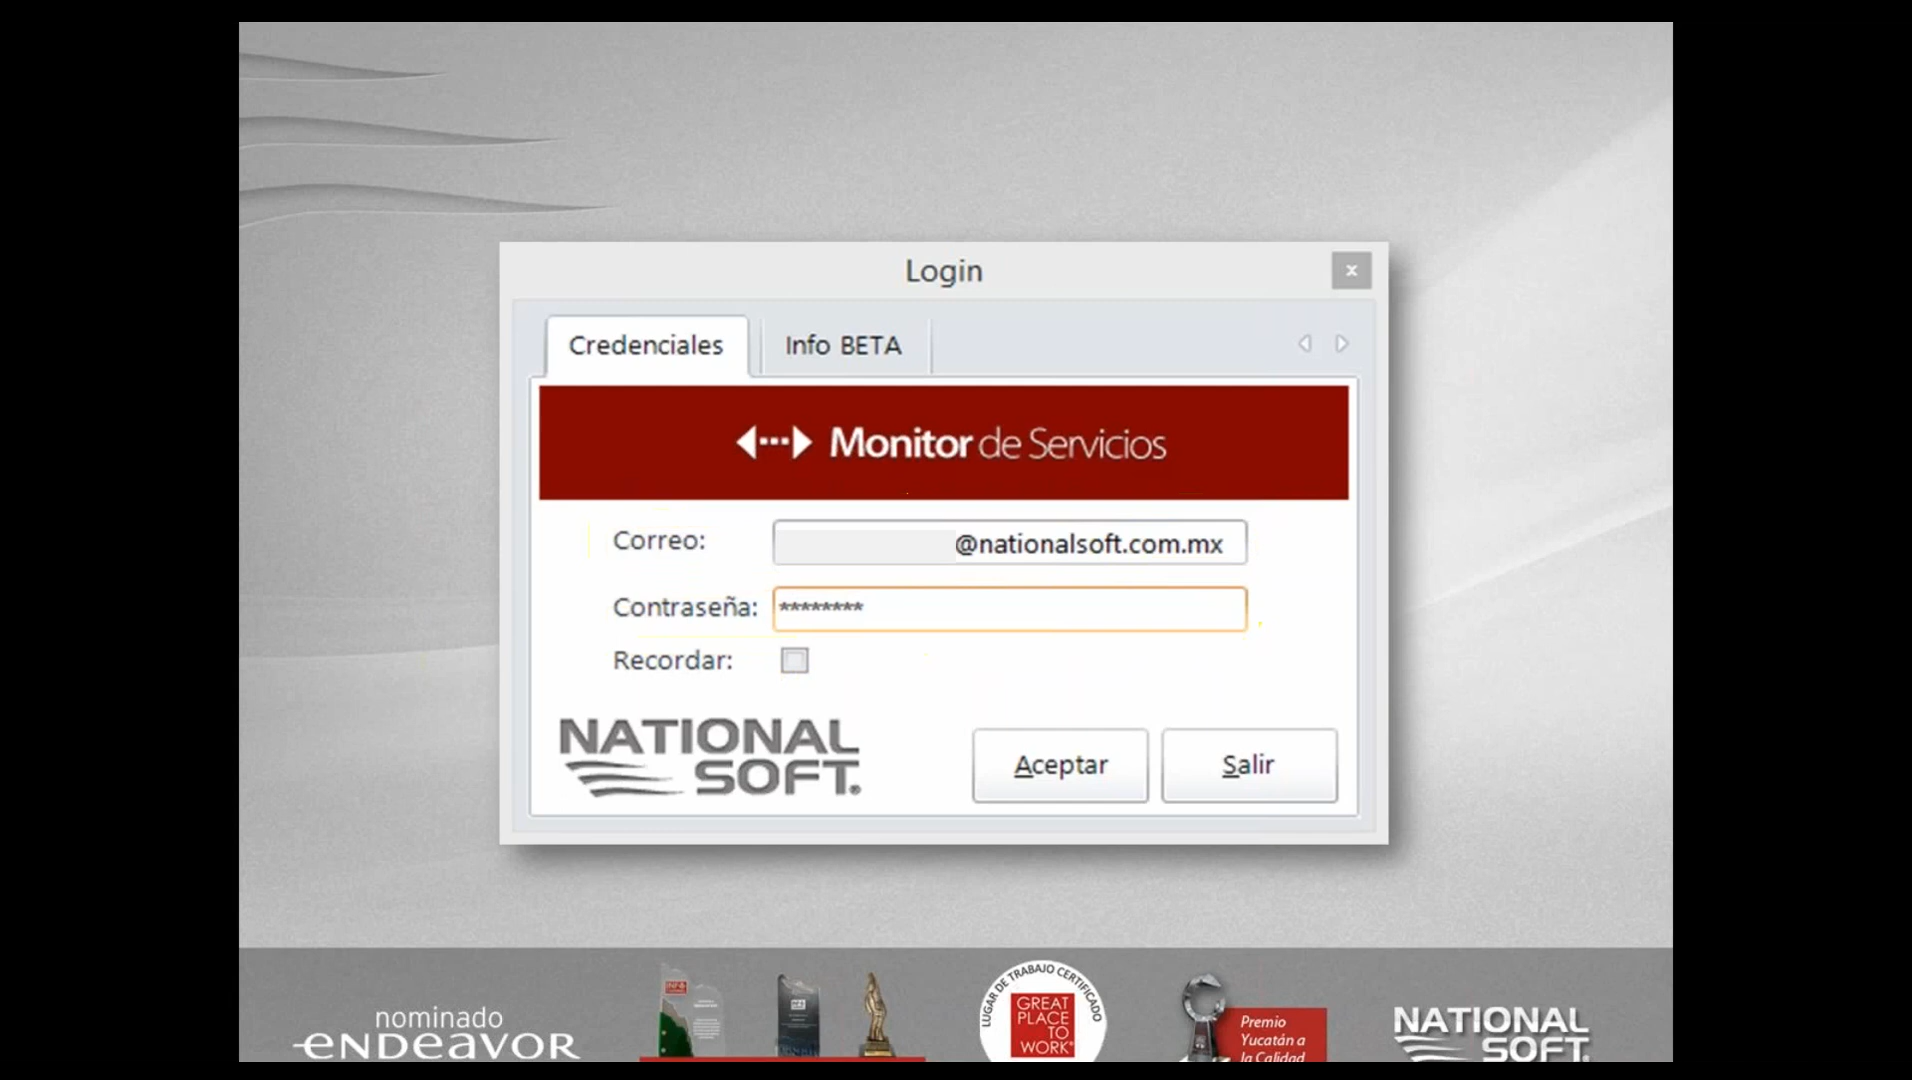 Login
x
Credenciales
Info BETA
Monitor de Servicios
Correo:
@nationalsoft.com.mx
Contraseña:
********
Recordar:
NATIONAL
SOFT®
Aceptar
Salir
nominado
enDeavor
LUGAR DE TRABAJO CERTIFICADO
GREAT
PLACE
TO
WORK®
Premio
Yucatán a
la Calidad
NATIONAL
SOFT®